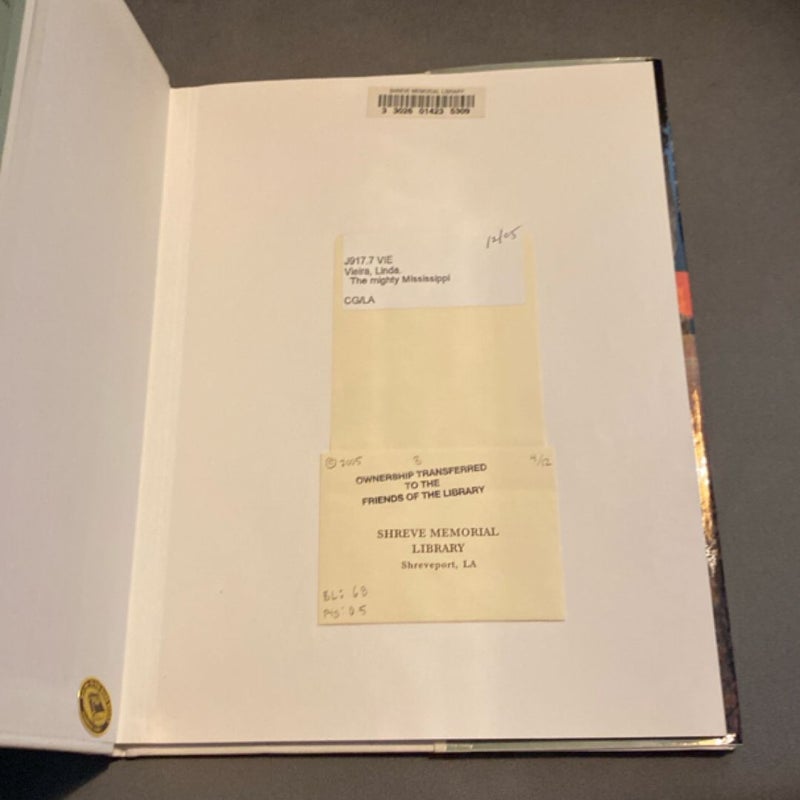 SHREVE MEMORIAL LIBRARY
3 3026 01423 5309
12/05
J917.7 VIE
Vieira, Linda.
The mighty Mississippi
CG/LA
© 2005 3 4/12
OWNERSHIP TRANSFERRED
TO THE
FRIENDS OF THE LIBRARY
SHREVE MEMORIAL
LIBRARY
Shreveport, LA
BL: 6.8
Pts: 0.5